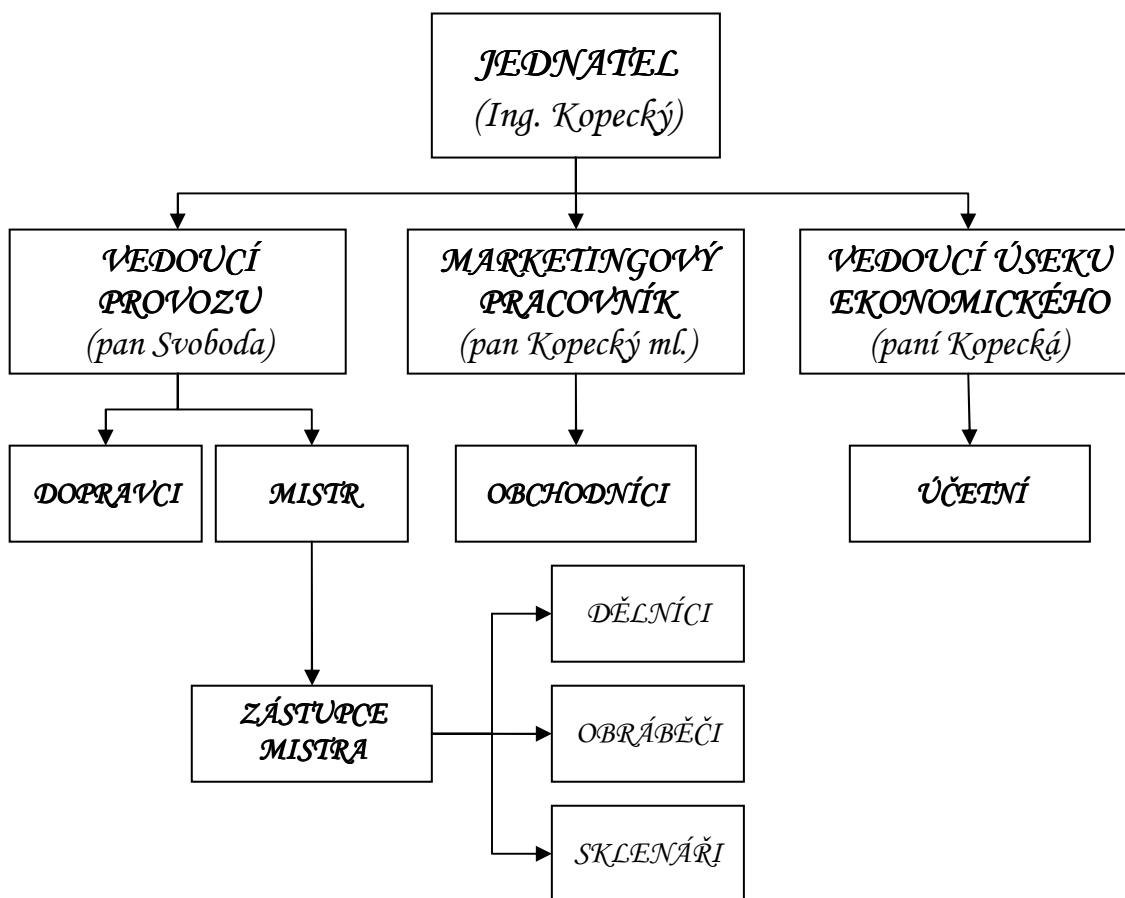 JEDNATEL
(Ing. Kopecký)
VEDOUCÍ
PROVOZU
(pan Svoboda)
MARKETINGOVÝ
PRACOVNÍK
(pan Kopecký ml.)
VEDOUCÍ ÚSEKU
EKONOMICKÉHO
(paní Kopecká)
DOPRAVCI
MISTR
OBCHODNÍCI
ÚČETNÍ
DĚLNÍCI
ZÁSTUPCE
MISTRA
OBRÁBĚČI
SKLENÁŘI